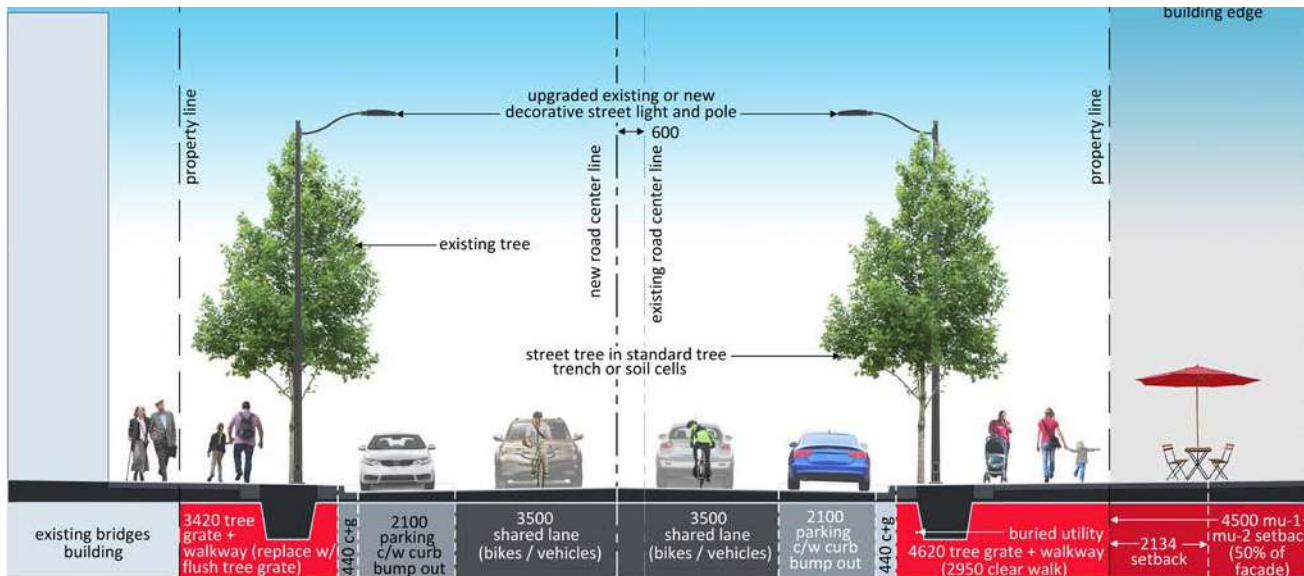 building edge
property line
upgraded existing or new
decorative street light and pole
600
property line
new road center line
existing road center line
existing tree
street tree in standard tree
trench or soil cells
existing bridges
building
3420 tree
grate +
walkway (replace w/
flush tree grate)
440 c+g
2100
parking
c/w curb
bump out
3500
shared lane
(bikes / vehicles)
3500
shared lane
(bikes / vehicles)
2100
parking
c/w curb
bump out
440 c+g
buried utility
4620 tree grate + walkway
(2950 clear walk)
2134
setback
4500 mu-1
mu-2 setback
(50% of
facade)